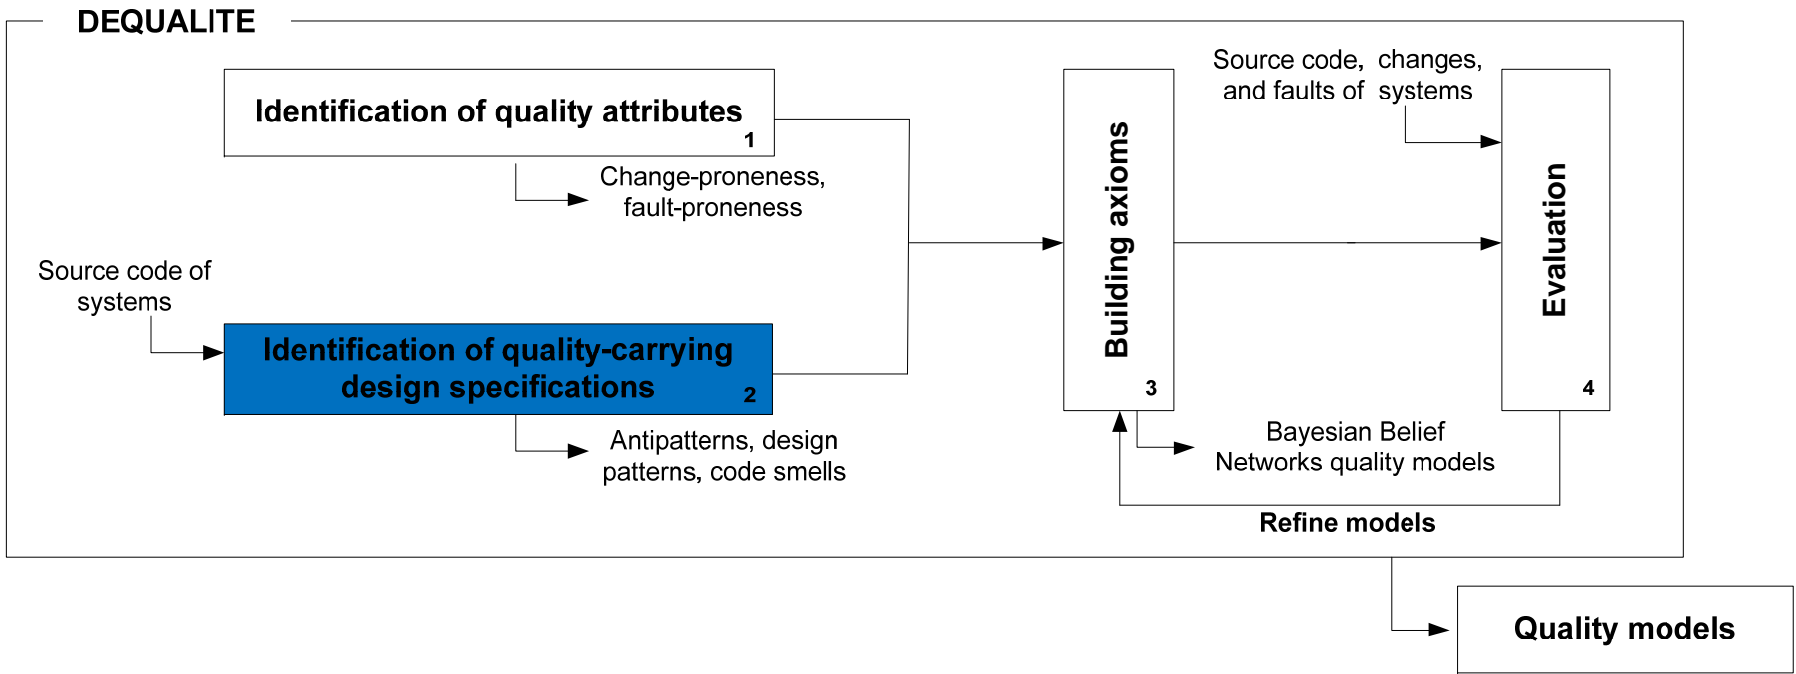 DEQUALITE
Identification of quality attributes
1
Change-proneness,
fault-proneness
Source code of
systems
Identification of quality-carrying
design specifications
2
Antipatterns, design
patterns, code smells
Building axioms
3
Bayesian Belief
Networks quality models
Source code, changes,
and faults of systems
Evaluation
4
Refine models
Quality models